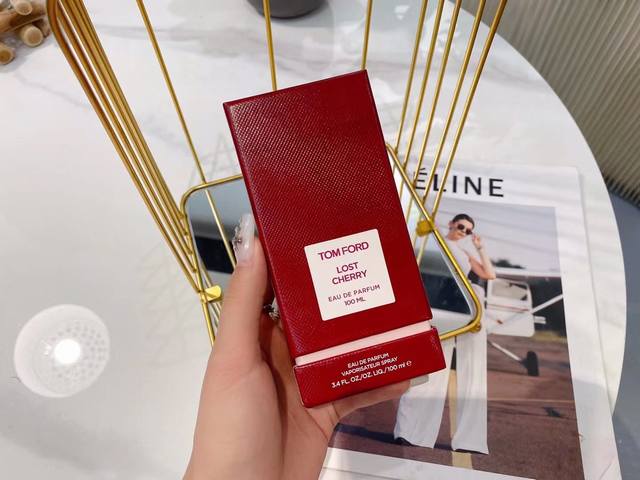 TOM FORD
LOST
CHERRY
EAU DE PARFUM
100 ML
EAU DE PARFUM
VAPORISATEUR SPRAY
3.4 FL. OZ./OZ. LIQ./100 ml e
ÉLINE